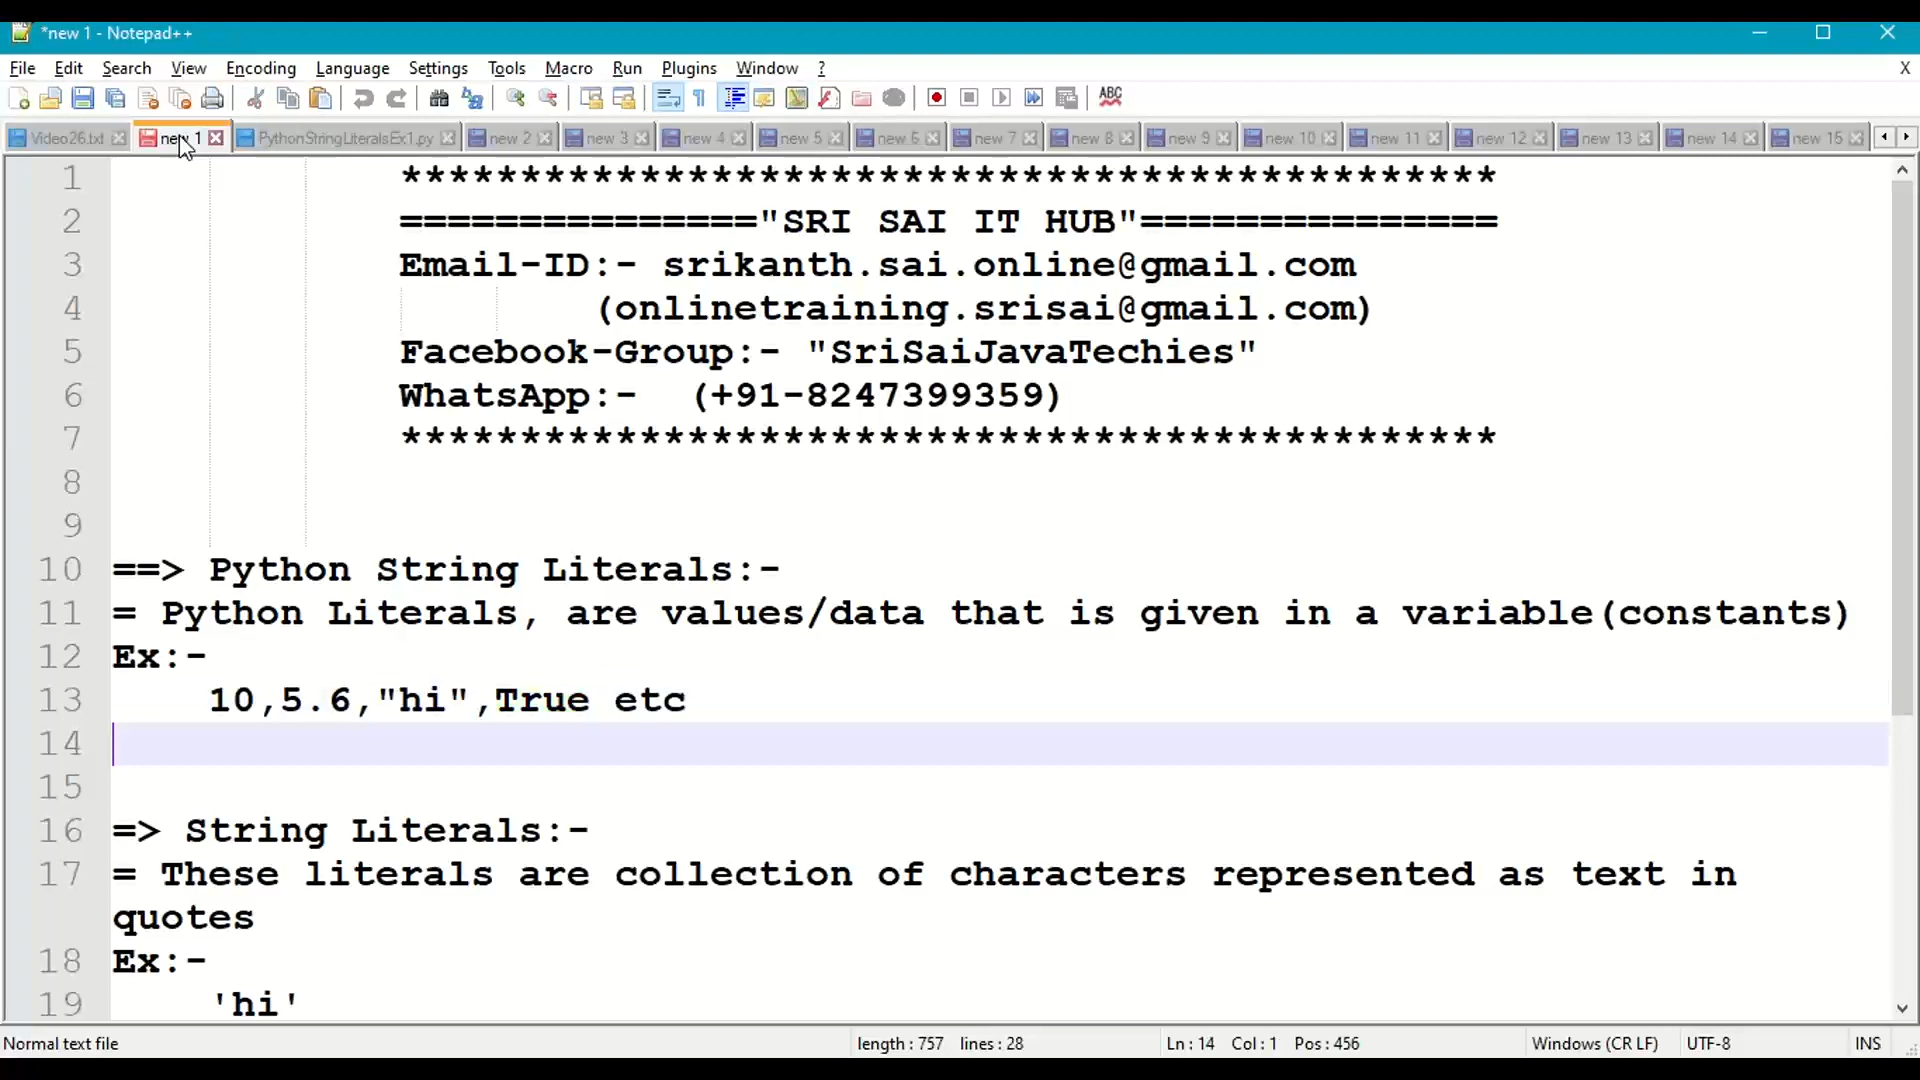 *new 1 - Notepad++
File Edit Search View Encoding Language Settings Tools Macro Run Plugins Window ? X
Video26.txt new 1 PythonStringLiteralsEx1.py new 2 new 3 new 4 new 5 new 6 new 7 new 8 new 9 new 10 new 11 new 12 new 13 new 14 new 15
1 **********************************************
2 ==============="SRI SAI IT HUB"===============
3 Email-ID:- srikanth.sai.online@gmail.com
4 (onlinetraining.srisai@gmail.com)
5 Facebook-Group:- "SriSaiJavaTechies"
6 WhatsApp:- (+91-8247399359)
7 **********************************************
8
9
10 ==> Python String Literals:-
11 = Python Literals, are values/data that is given in a variable(constants)
12 Ex:-
13 10,5.6,"hi",True etc
14
15
16 => String Literals:-
17 = These literals are collection of characters represented as text in
quotes
18 Ex:-
19 'hi'
Normal text file length : 757 lines : 28 Ln : 14 Col : 1 Pos : 456 Windows (CR LF) UTF-8 INS